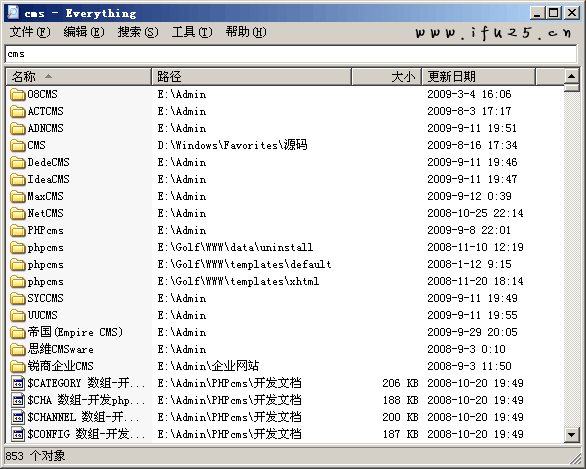 cms - Everything
文件(F) 编辑(E) 搜索(S) 工具(T) 帮助(H) www.ifu25.cn
cms
名称 路径 大小 更新日期
08CMS E:\Admin 2009-3-4 16:06
ACTCMS E:\Admin 2009-8-3 17:17
ADNCMS E:\Admin 2009-9-11 19:51
CMS D:\Windows\Favorites\源码 2009-8-16 17:34
DedeCMS E:\Admin 2009-9-11 19:46
IdeaCMS E:\Admin 2009-9-11 19:47
MaxCMS E:\Admin 2009-9-12 0:39
NetCMS E:\Admin 2008-10-25 22:14
PHPcms E:\Admin 2009-9-8 22:01
phpcms E:\Golf\WWW\data\uninstall 2008-11-10 12:19
phpcms E:\Golf\WWW\templates\default 2008-1-12 9:15
phpcms E:\Golf\WWW\templates\xhtml 2008-11-20 18:14
SYCCMS E:\Admin 2009-9-11 19:49
UUCMS E:\Admin 2009-9-11 19:55
帝国(Empire CMS) E:\Admin 2009-9-29 20:05
思维CMSware E:\Admin 2008-9-3 0:10
锐商企业CMS E:\Admin\企业网站 2008-9-3 11:50
$CATEGORY 数组-开... E:\Admin\PHPcms\开发文档 206 KB 2008-10-20 19:49
$CHA 数组-开发php... E:\Admin\PHPcms\开发文档 188 KB 2008-10-20 19:49
$CHANNEL 数组-开... E:\Admin\PHPcms\开发文档 200 KB 2008-10-20 19:49
$CONFIG 数组-开发... E:\Admin\PHPcms\开发文档 187 KB 2008-10-20 19:49
853 个对象